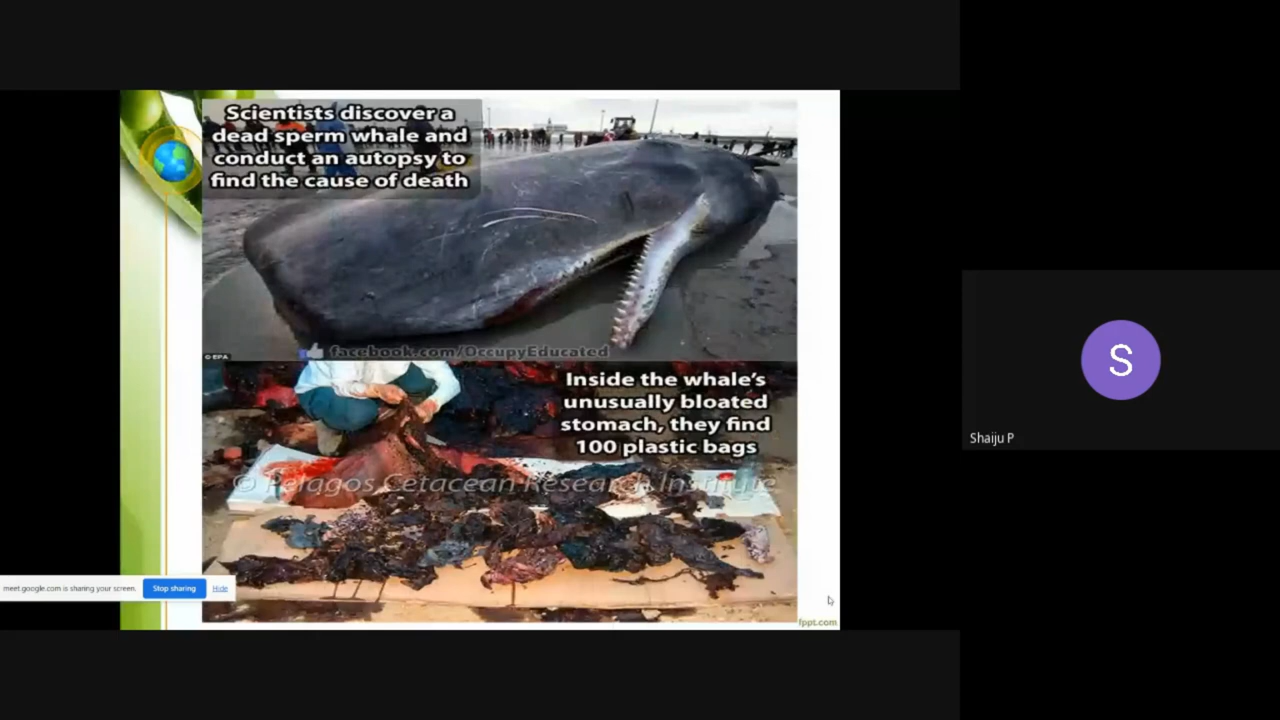 Scientists discover a
dead sperm whale and
conduct an autopsy to
find the cause of death
© EPA
facebook.com/OccupyEducated
Inside the whale's
unusually bloated
stomach, they find
100 plastic bags
© Pelagos Cetacean Research Institute
meet.google.com is sharing your screen.
Stop sharing
Hide
fppt.com
S
Shaiju P